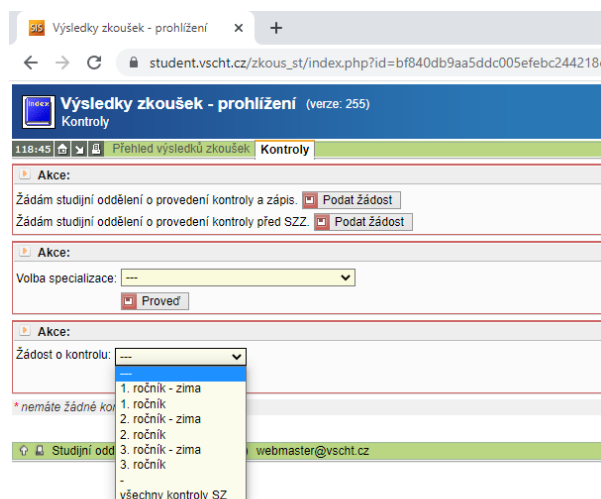 SIS Výsledky zkoušek - prohlížení × +
student.vscht.cz/zkous_st/index.php?id=bf840db9aa5ddc005efebc244218
index Výsledky zkoušek - prohlížení (verze: 255)
Kontroly
118:45 Přehled výsledků zkoušek Kontroly
Akce:
Žádám studijní oddělení o provedení kontroly a zápis. Podat žádost
Žádám studijní oddělení o provedení kontroly před SZZ. Podat žádost
Akce:
Volba specializace: ---
Proveď
Akce:
Žádost o kontrolu: ---
---
1. ročník - zima
* nemáte žádné 1. ročník
2. ročník - zima
2. ročník
Studijní 3. ročník - zima webmaster@vscht.cz
3. ročník
-
všechny kontroly SZ